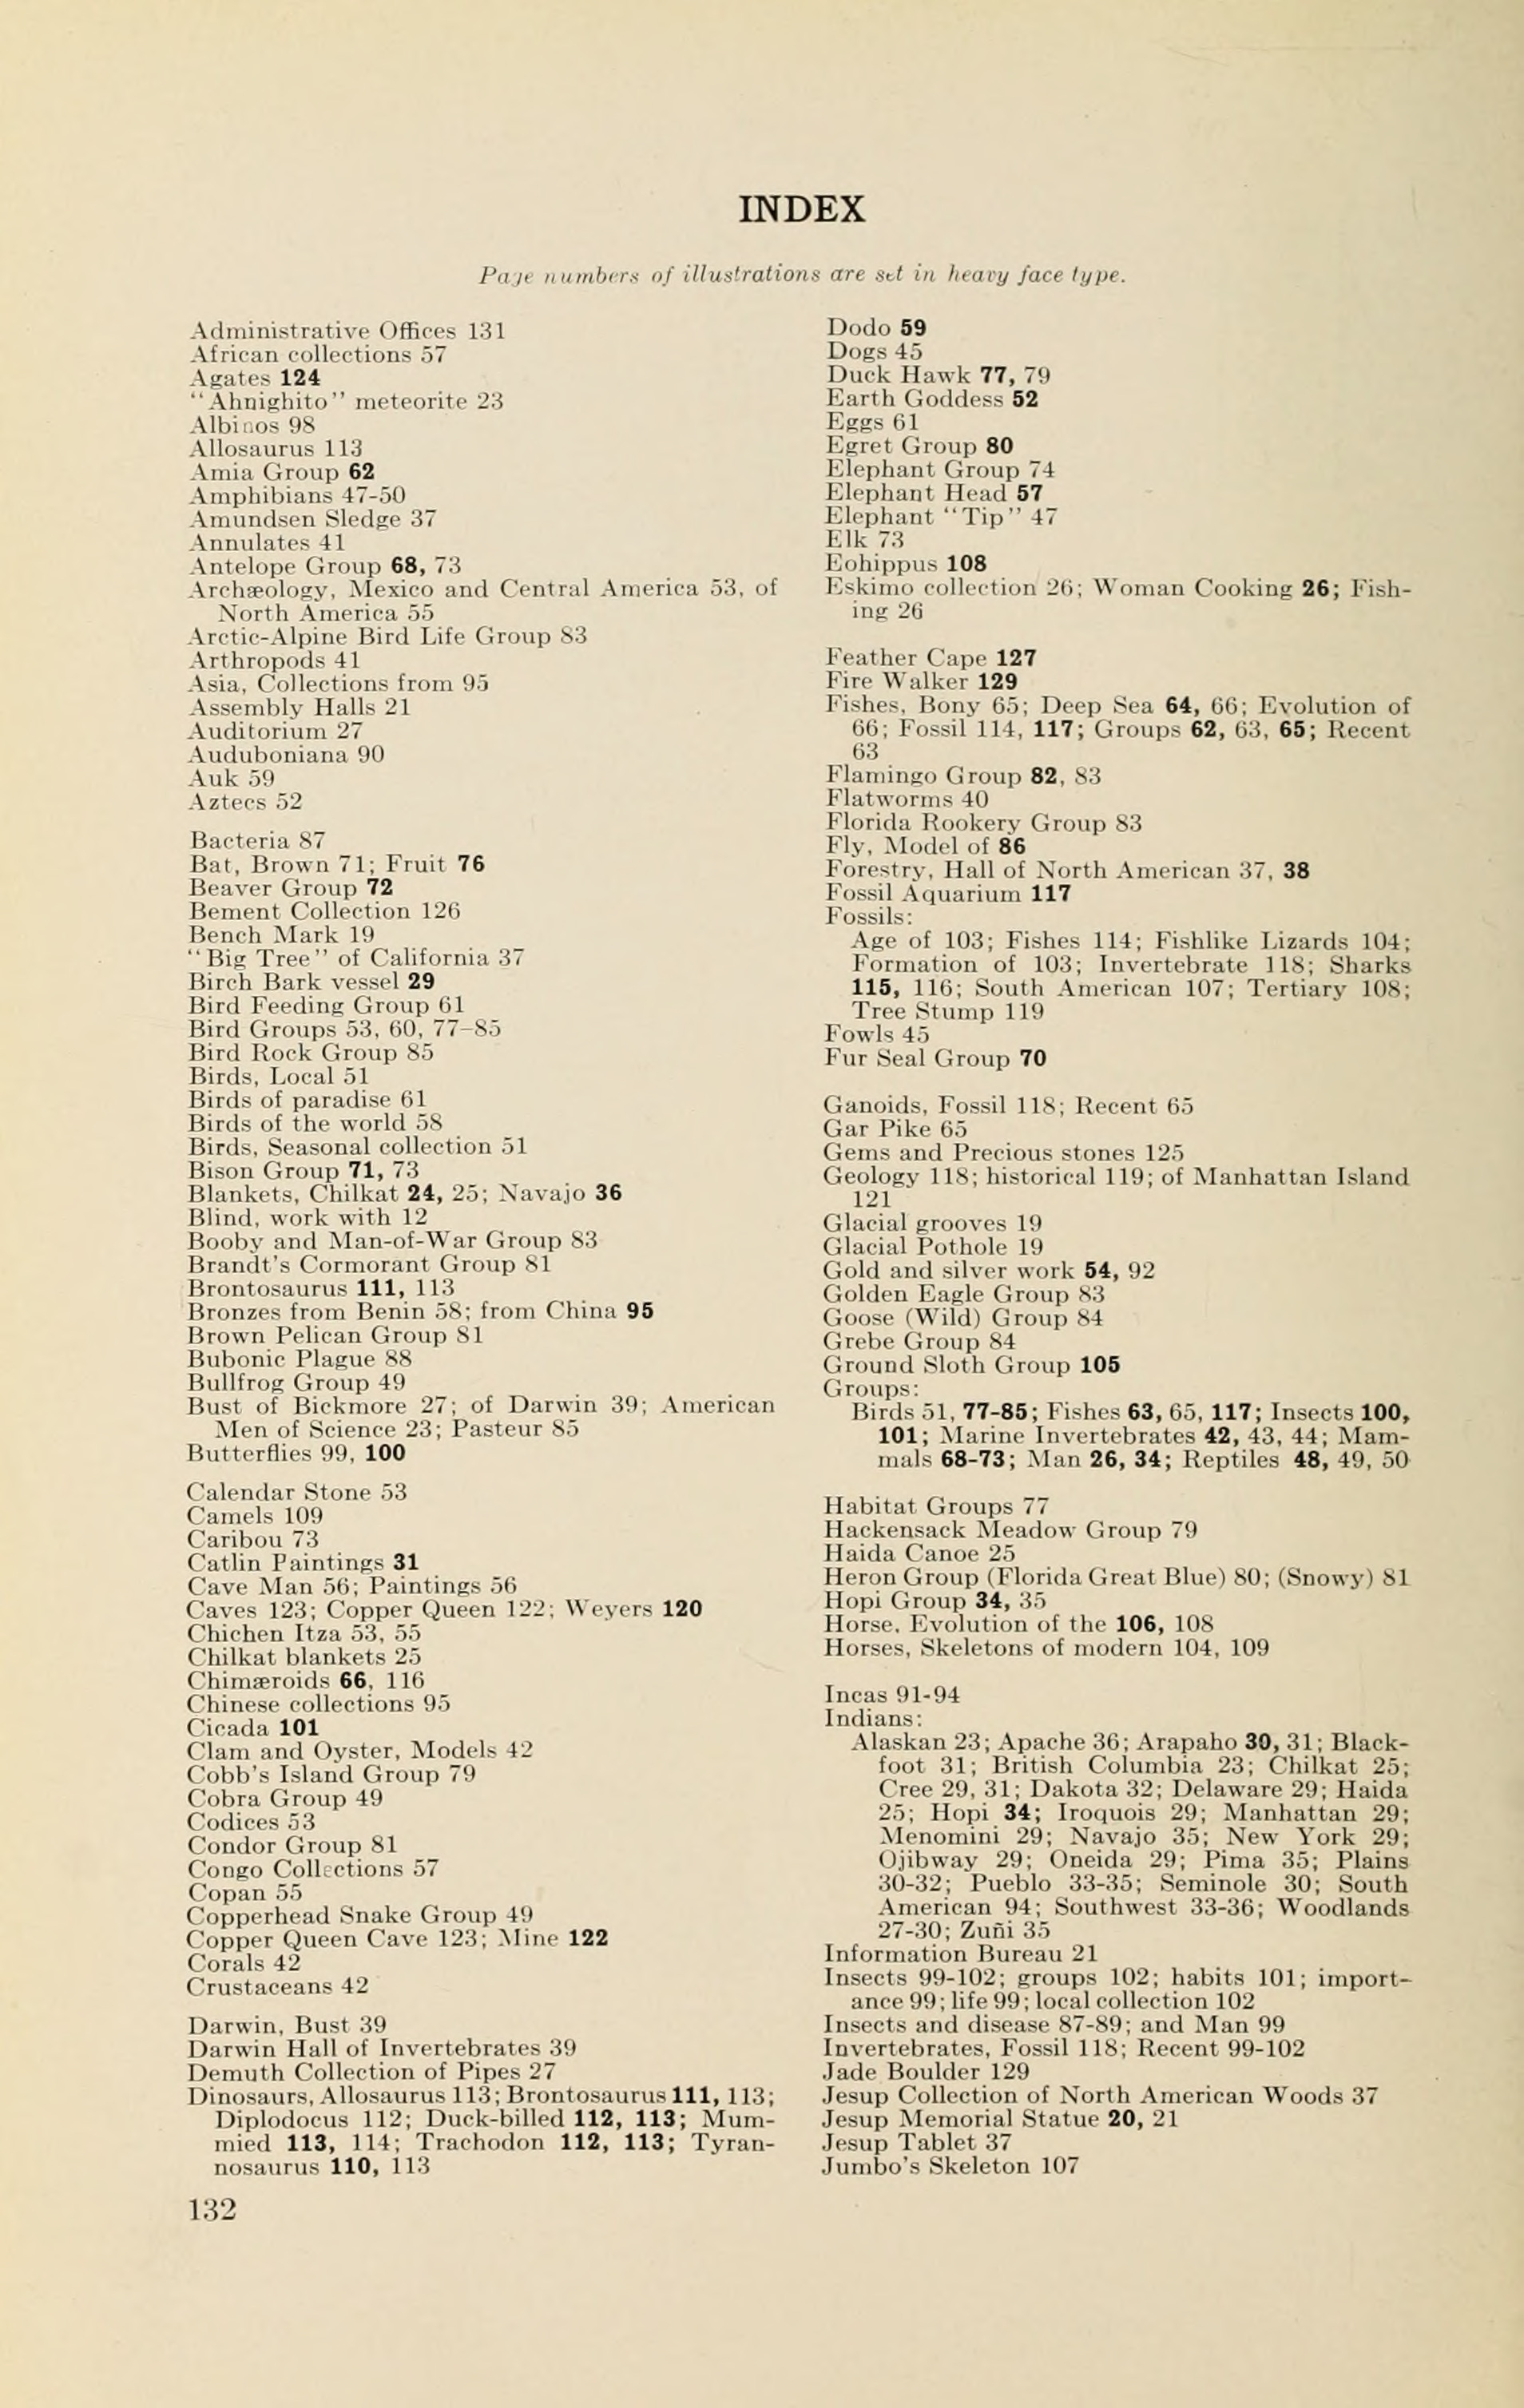 INDEX
Page numbers of illustrations are set in heavy face type.
Administrative Offices 131
African collections 57
Agates 124
"Ahnighito" meteorite 23
Albinos 98
Allosaurus 113
Amia Group 62
Amphibians 47-50
Amundsen Sledge 37
Annulates 41
Antelope Group 68, 73
Archæology, Mexico and Central America 53, of
North America 55
Arctic-Alpine Bird Life Group 83
Arthropods 41
Asia, Collections from 95
Assembly Halls 21
Auditorium 27
Auduboniana 90
Auk 59
Aztecs 52
Bacteria 87
Bat, Brown 71; Fruit 76
Beaver Group 72
Bement Collection 126
Bench Mark 19
"Big Tree" of California 37
Birch Bark vessel 29
Bird Feeding Group 61
Bird Groups 53, 60, 77-85
Bird Rock Group 85
Birds, Local 51
Birds of paradise 61
Birds of the world 58
Birds, Seasonal collection 51
Bison Group 71, 73
Blankets, Chilkat 24, 25; Navajo 36
Blind, work with 12
Booby and Man-of-War Group 83
Brandt's Cormorant Group 81
Brontosaurus 111, 113
Bronzes from Benin 58; from China 95
Brown Pelican Group 81
Bubonic Plague 88
Bullfrog Group 49
Bust of Bickmore 27; of Darwin 39; American
Men of Science 23; Pasteur 85
Butterflies 99, 100
Calendar Stone 53
Camels 109
Caribou 73
Catlin Paintings 31
Cave Man 56; Paintings 56
Caves 123; Copper Queen 122; Weyers 120
Chichen Itza 53, 55
Chilkat blankets 25
Chimæroids 66, 116
Chinese collections 95
Cicada 101
Clam and Oyster, Models 42
Cobb's Island Group 79
Cobra Group 49
Codices 53
Condor Group 81
Congo Collections 57
Copan 55
Copperhead Snake Group 49
Copper Queen Cave 123; Mine 122
Corals 42
Crustaceans 42
Darwin, Bust 39
Darwin Hall of Invertebrates 39
Demuth Collection of Pipes 27
Dinosaurs, Allosaurus 113; Brontosaurus 111, 113;
Diplodocus 112; Duck-billed 112, 113; Mum-
mied 113, 114; Trachodon 112, 113; Tyran-
nosaurus 110, 113
132
Dodo 59
Dogs 45
Duck Hawk 77, 79
Earth Goddess 52
Eggs 61
Egret Group 80
Elephant Group 74
Elephant Head 57
Elephant "Tip" 47
Elk 73
Eohippus 108
Eskimo collection 26; Woman Cooking 26; Fish-
ing 26
Feather Cape 127
Fire Walker 129
Fishes, Bony 65; Deep Sea 64, 66; Evolution of
66; Fossil 114, 117; Groups 62, 63, 65; Recent
63
Flamingo Group 82, 83
Flatworms 40
Florida Rookery Group 83
Fly, Model of 86
Forestry, Hall of North American 37, 38
Fossil Aquarium 117
Fossils:
Age of 103; Fishes 114; Fishlike Lizards 104;
Formation of 103; Invertebrate 118; Sharks
115, 116; South American 107; Tertiary 108;
Tree Stump 119
Fowls 45
Fur Seal Group 70
Ganoids, Fossil 118; Recent 65
Gar Pike 65
Gems and Precious stones 125
Geology 118; historical 119; of Manhattan Island
121
Glacial grooves 19
Glacial Pothole 19
Gold and silver work 54, 92
Golden Eagle Group 83
Goose (Wild) Group 84
Grebe Group 84
Ground Sloth Group 105
Groups:
Birds 51, 77-85; Fishes 63, 65, 117; Insects 100,
101; Marine Invertebrates 42, 43, 44; Mam-
mals 68-73; Man 26, 34; Reptiles 48, 49, 50
Habitat Groups 77
Hackensack Meadow Group 79
Haida Canoe 25
Heron Group (Florida Great Blue) 80; (Snowy) 81
Hopi Group 34, 35
Horse, Evolution of the 106, 108
Horses, Skeletons of modern 104, 109
Incas 91-94
Indians:
Alaskan 23; Apache 36; Arapaho 30, 31; Black-
foot 31; British Columbia 23; Chilkat 25;
Cree 29, 31; Dakota 32; Delaware 29; Haida
25; Hopi 34; Iroquois 29; Manhattan 29;
Menomini 29; Navajo 35; New York 29;
Ojibway 29; Oneida 29; Pima 35; Plains
30-32; Pueblo 33-35; Seminole 30; South
American 94; Southwest 33-36; Woodlands
27-30; Zuñi 35
Information Bureau 21
Insects 99-102; groups 102; habits 101; import-
ance 99; life 99; local collection 102
Insects and disease 87-89; and Man 99
Invertebrates, Fossil 118; Recent 99-102
Jade Boulder 129
Jesup Collection of North American Woods 37
Jesup Memorial Statue 20, 21
Jesup Tablet 37
Jumbo's Skeleton 107